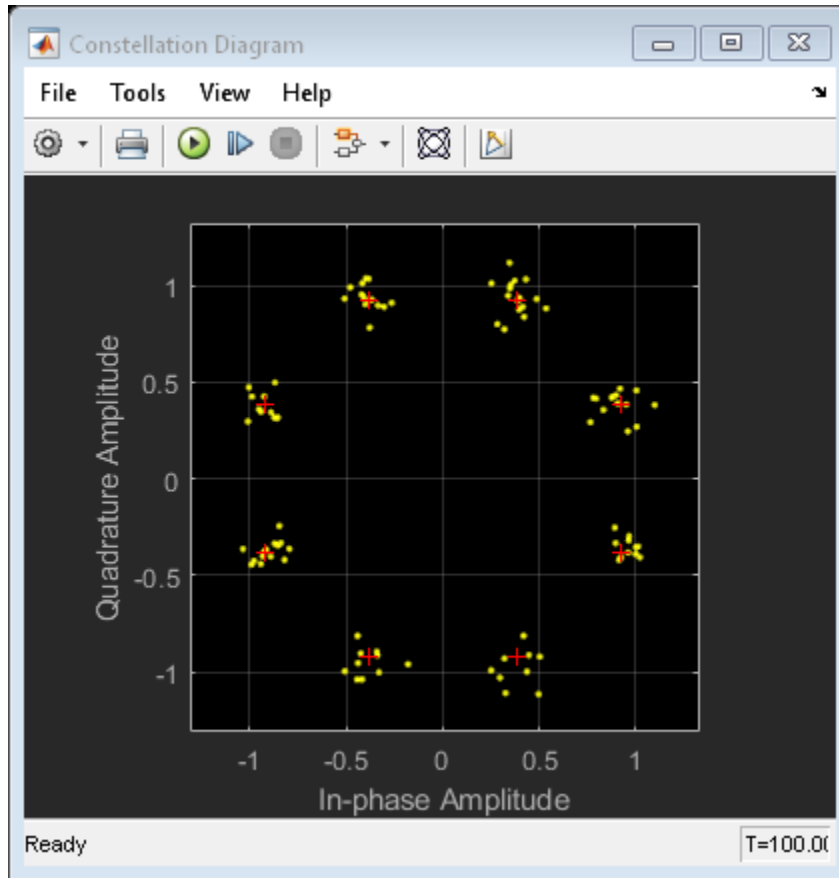 Constellation Diagram
File Tools View Help
1
0.5
0
-0.5
-1
Quadrature Amplitude
-1 -0.5 0 0.5 1
In-phase Amplitude
Ready T=100.00